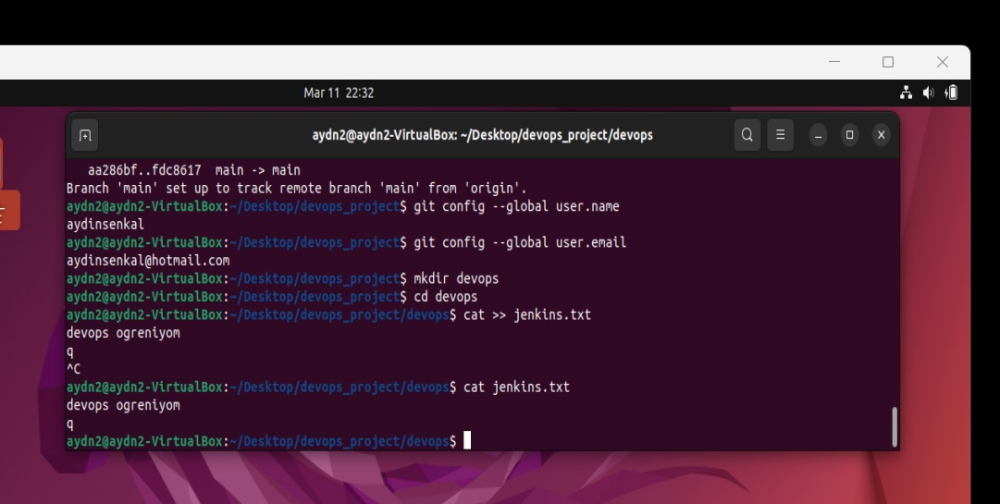 Mar 11 22:32
aydn2@aydn2-VirtualBox: ~/Desktop/devops_project/devops
aa286bf..fdc8617  main -> main
Branch 'main' set up to track remote branch 'main' from 'origin'.
aydn2@aydn2-VirtualBox:~/Desktop/devops_project$ git config --global user.name
aydinsenkal
aydn2@aydn2-VirtualBox:~/Desktop/devops_project$ git config --global user.email
aydinsenkal@hotmail.com
aydn2@aydn2-VirtualBox:~/Desktop/devops_project$ mkdir devops
aydn2@aydn2-VirtualBox:~/Desktop/devops_project$ cd devops
aydn2@aydn2-VirtualBox:~/Desktop/devops_project/devops$ cat >> jenkins.txt
devops ogreniyom
q
^C
aydn2@aydn2-VirtualBox:~/Desktop/devops_project/devops$ cat jenkins.txt
devops ogreniyom
q
aydn2@aydn2-VirtualBox:~/Desktop/devops_project/devops$